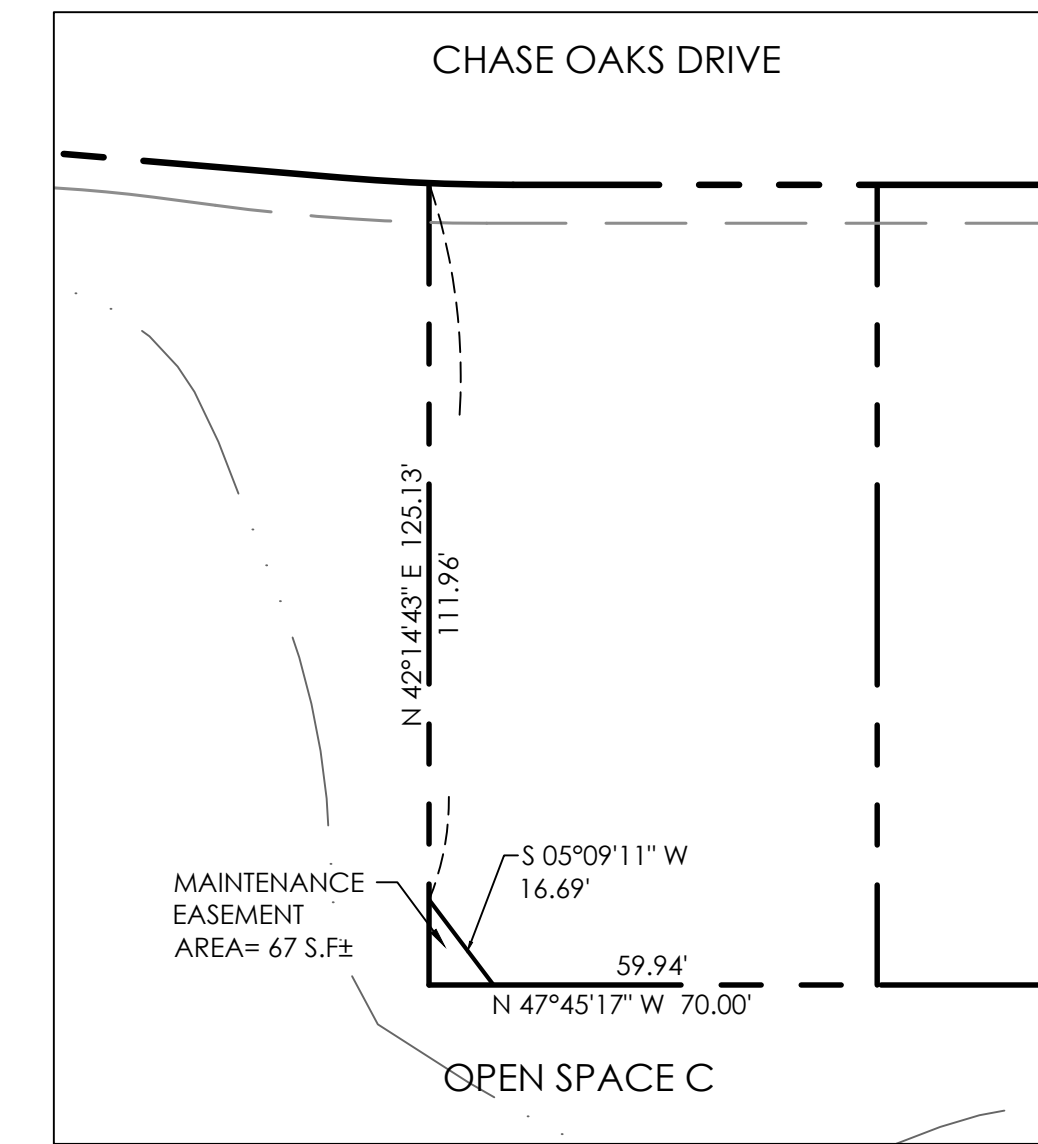 CHASE OAKS DRIVE
N 42°14'43" E 125.13'
111.96'
S 05°09'11" W
16.69'
MAINTENANCE
EASEMENT
AREA= 67 S.F±
59.94'
N 47°45'17" W 70.00'
OPEN SPACE C